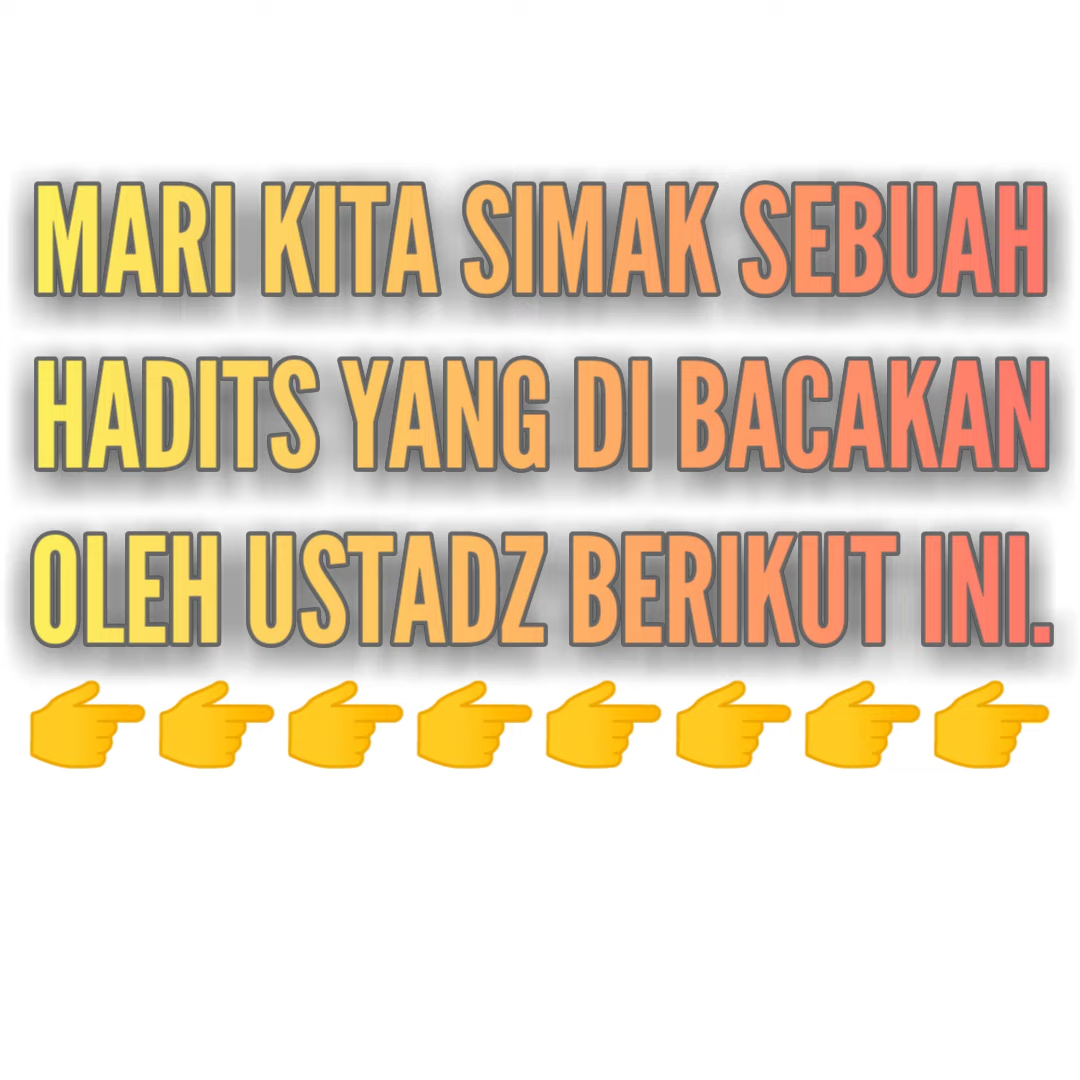 MARI KITA SIMAK SEBUAH
HADITS YANG DI BACAKAN
OLEH USTADZ BERIKUT INI.
👉👉👉👉👉👉👉👉